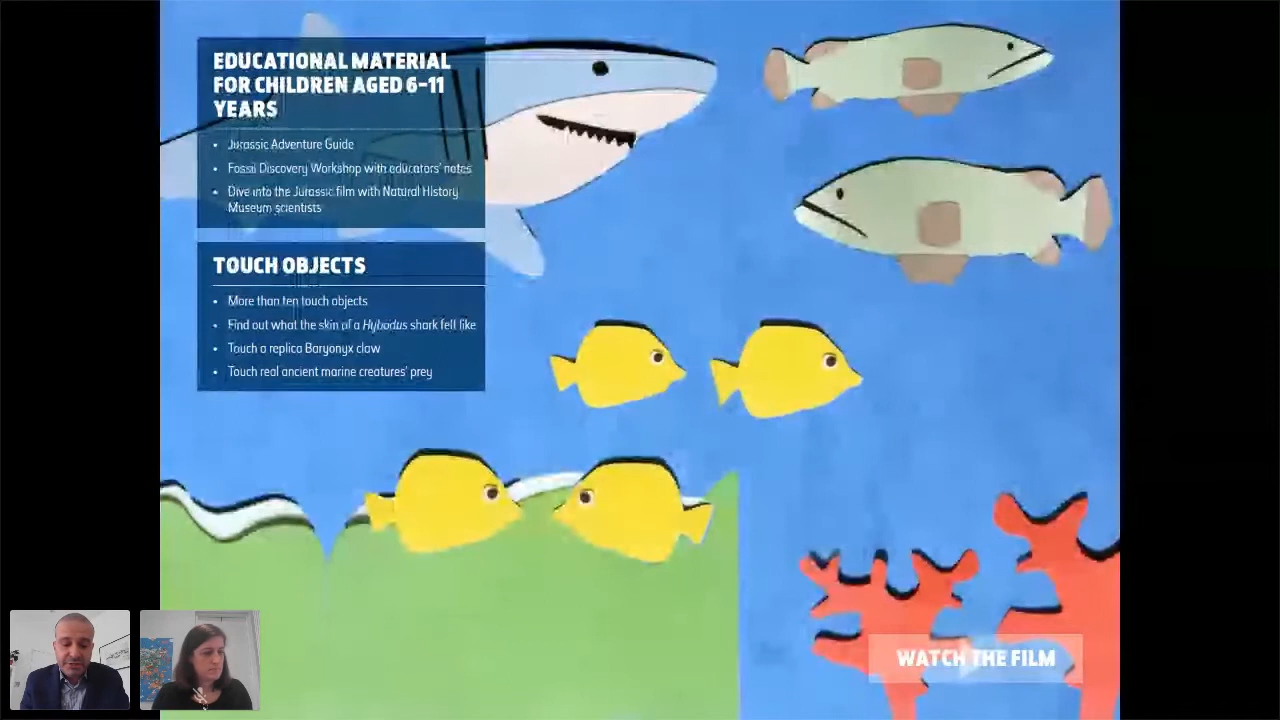 EDUCATIONAL MATERIAL
FOR CHILDREN AGED 6-11
YEARS
• Jurassic Adventure Guide
• Fossil Discovery Workshop with educators' notes
• Dive into the Jurassic film with Natural History
Museum scientists
TOUCH OBJECTS
• More than ten touch objects
• Find out what the skin of a Hybodus shark felt like
• Touch a replica Baryonyx claw
• Touch real ancient marine creatures' prey
WATCH THE FILM